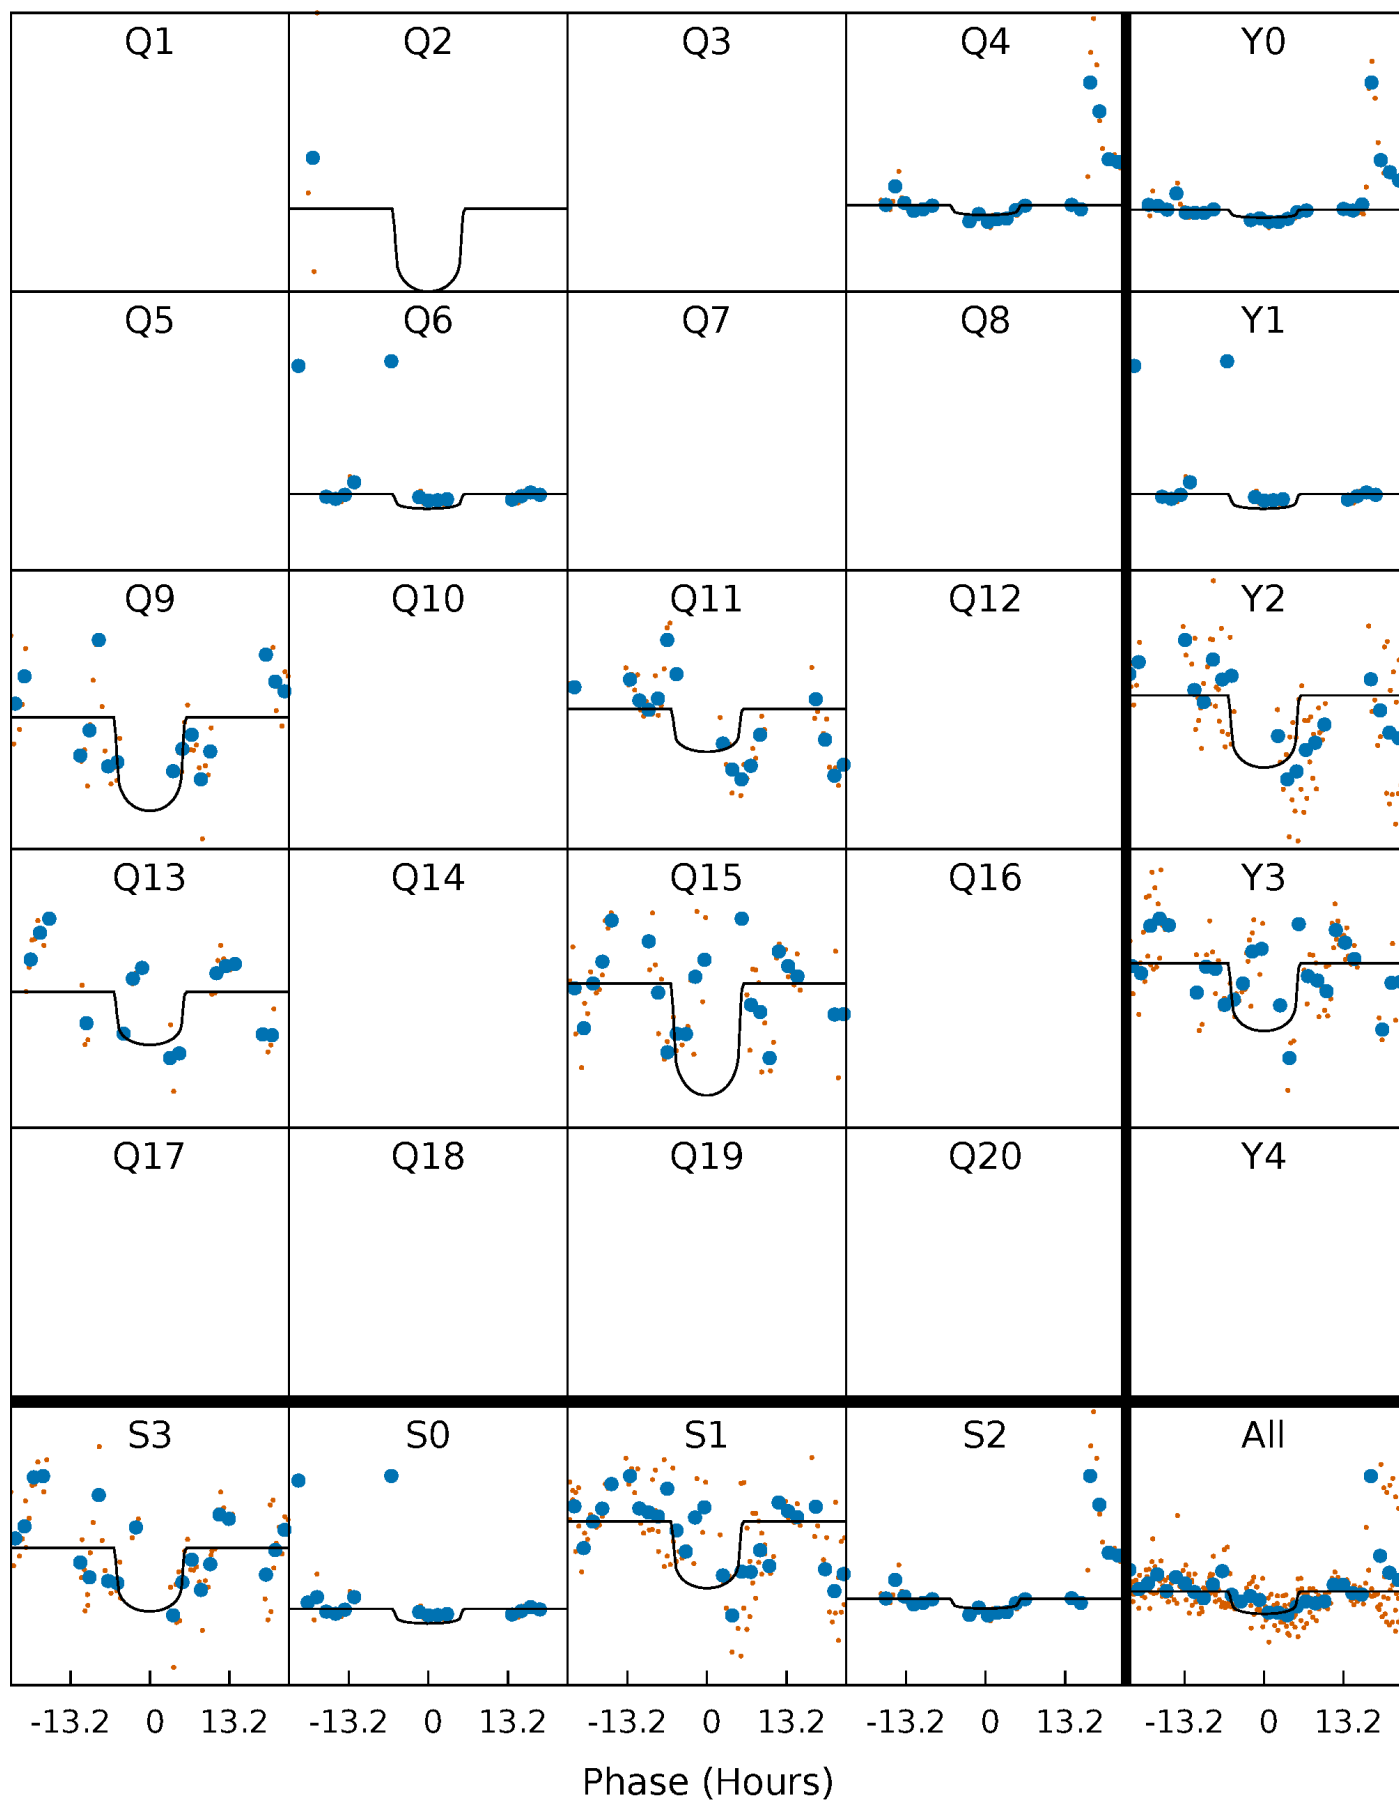 Q1 Q2 Q3 Q4 Y0
Q5 Q6 Q7 Q8 Y1
Q9 Q10 Q11 Q12 Y2
Q13 Q14 Q15 Q16 Y3
Q17 Q18 Q19 Q20 Y4
S3 S0 S1 S2 All
-13.2 0 13.2 -13.2 0 13.2 -13.2 0 13.2 -13.2 0 13.2 -13.2 0 13.2
Phase (Hours)